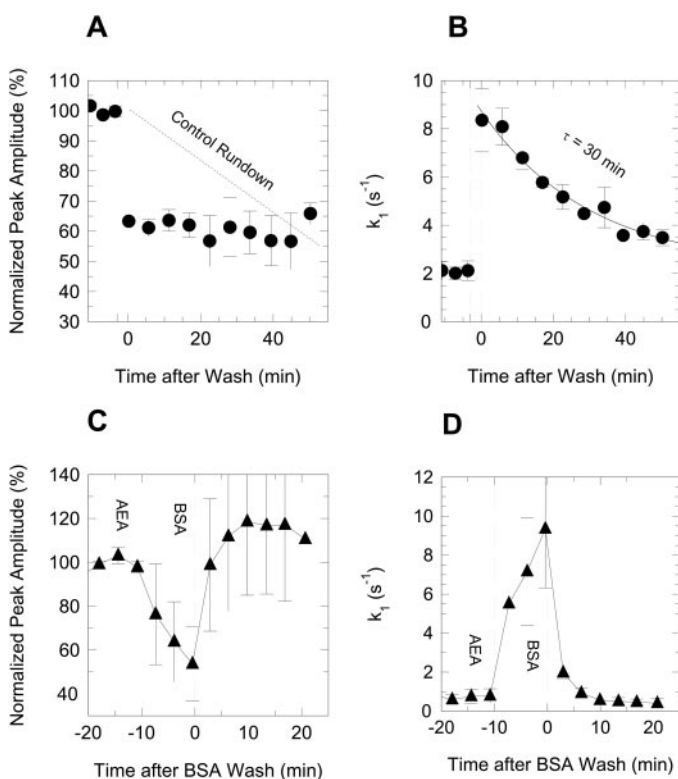 A
Normalized Peak Amplitude (%)
110
100
90
80
70
60
50
40
30
Control Rundown
0
20
40
Time after Wash (min)
B
k1 (s-1)
10
8
6
4
2
0
τ = 30 min
0
20
40
Time after Wash (min)
C
Normalized Peak Amplitude (%)
140
120
100
80
60
40
AEA
BSA
-20
-10
0
10
20
Time after BSA Wash (min)
D
k1 (s-1)
12
10
8
6
4
2
0
AEA
BSA
-20
-10
0
10
20
Time after BSA Wash (min)